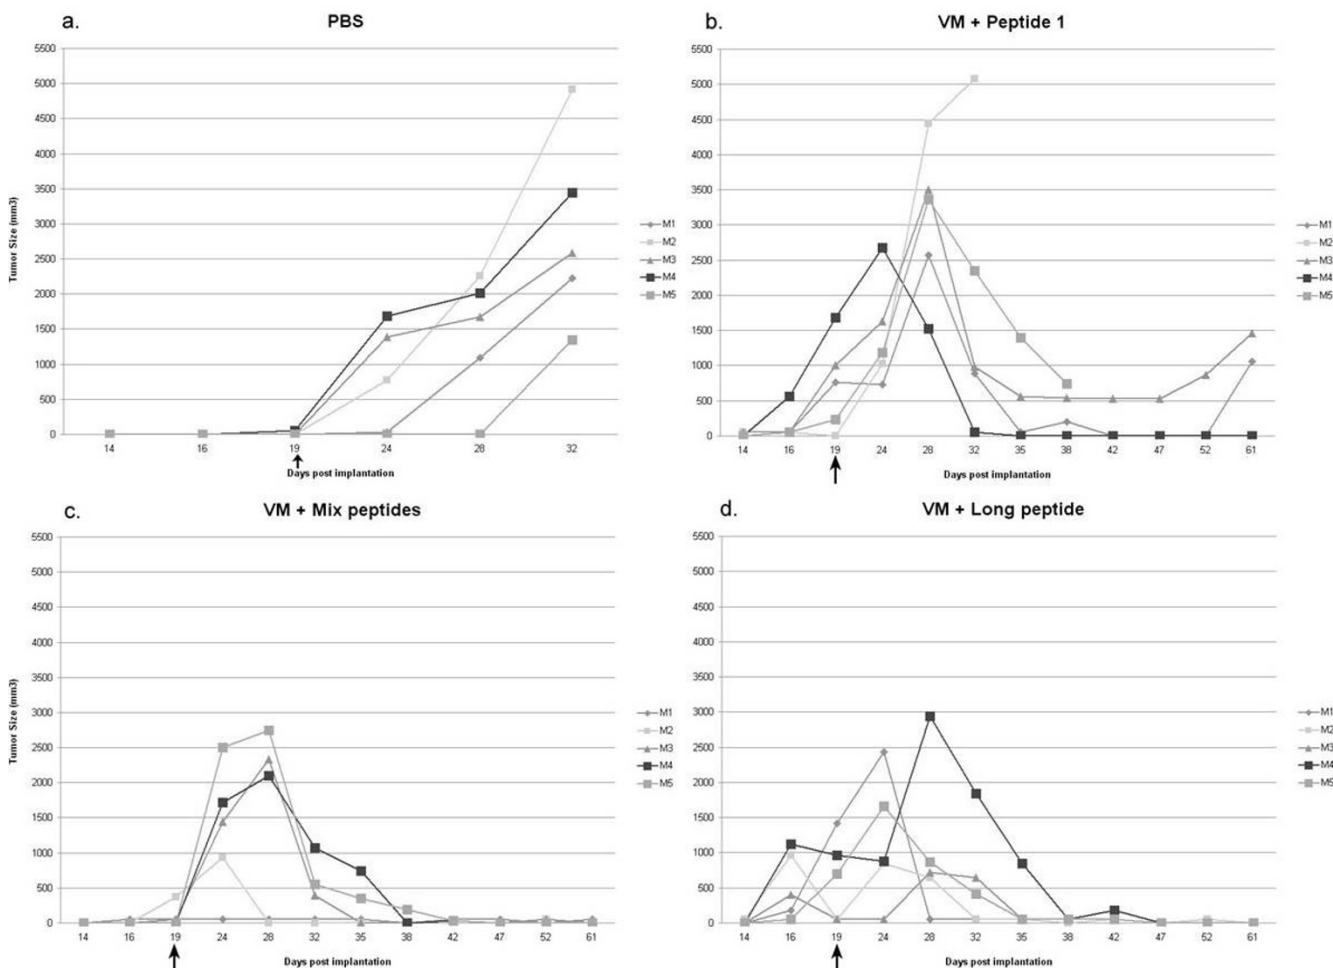 a.
PBS
5500
5000
4500
4000
3500
3000
2500
2000
1500
1000
500
0
Tumor Size (mm3)
14 16 19 24 28 32
Days post implantation
M1
M2
M3
M4
M5
b.
VM + Peptide 1
5500
5000
4500
4000
3500
3000
2500
2000
1500
1000
500
0
14 16 19 24 28 32 35 38 42 47 52 61
Days post implantation
M1
M2
M3
M4
M5
c.
VM + Mix peptides
5500
5000
4500
4000
3500
3000
2500
2000
1500
1000
500
0
Tumor Size (mm3)
14 16 19 24 28 32 35 38 42 47 52 61
Days post implantation
M1
M2
M3
M4
M5
d.
VM + Long peptide
5500
5000
4500
4000
3500
3000
2500
2000
1500
1000
500
0
14 16 19 24 28 32 35 38 42 47 52 61
Days post implantation
M1
M2
M3
M4
M5